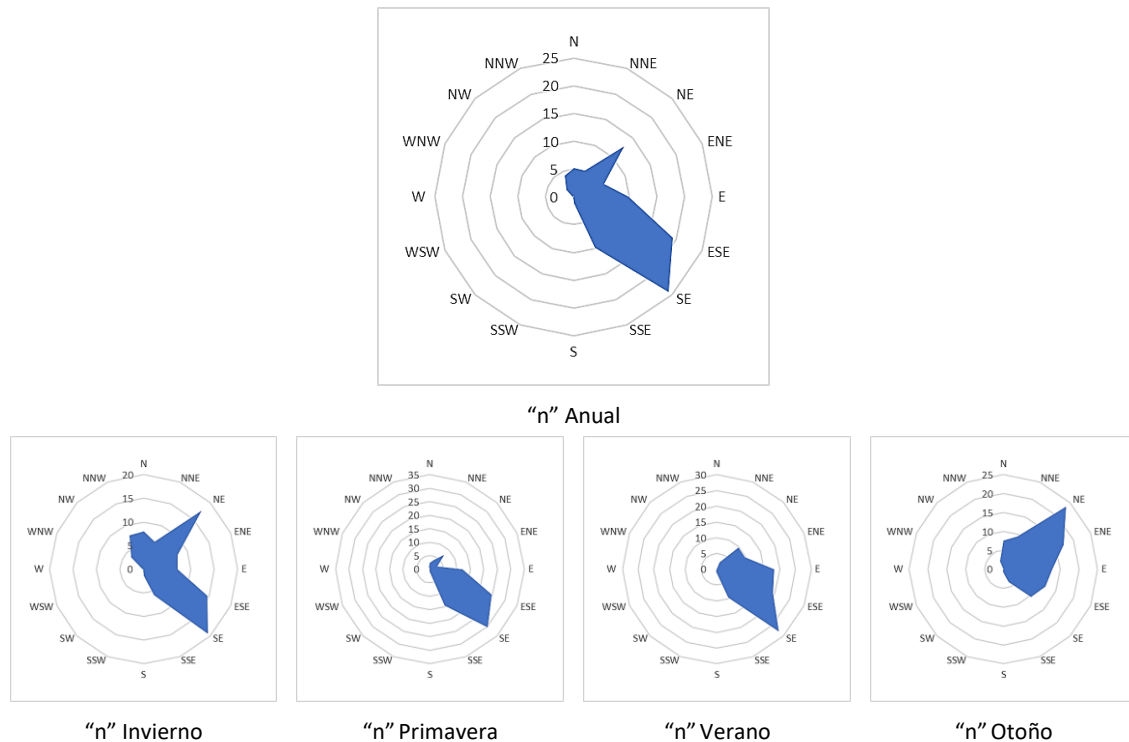 N
NNE
NE
ENE
E
ESE
SE
SSE
S
SSW
SW
WSW
W
WNW
NW
NNW
25
20
15
10
5
0
“n” Anual
N
NNE
NE
ENE
E
ESE
SE
SSE
S
SSW
SW
WSW
W
WNW
NW
NNW
20
15
10
5
0
N
NNE
NE
ENE
E
ESE
SE
SSE
S
SSW
SW
WSW
W
WNW
NW
NNW
35
30
25
20
15
10
5
0
N
NNE
NE
ENE
E
ESE
SE
SSE
S
SSW
SW
WSW
W
WNW
NW
NNW
30
25
20
15
10
5
0
N
NNE
NE
ENE
E
ESE
SE
SSE
S
SSW
SW
WSW
W
WNW
NW
NNW
25
20
15
10
5
0
“n” Invierno
“n” Primavera
“n” Verano
“n” Otoño